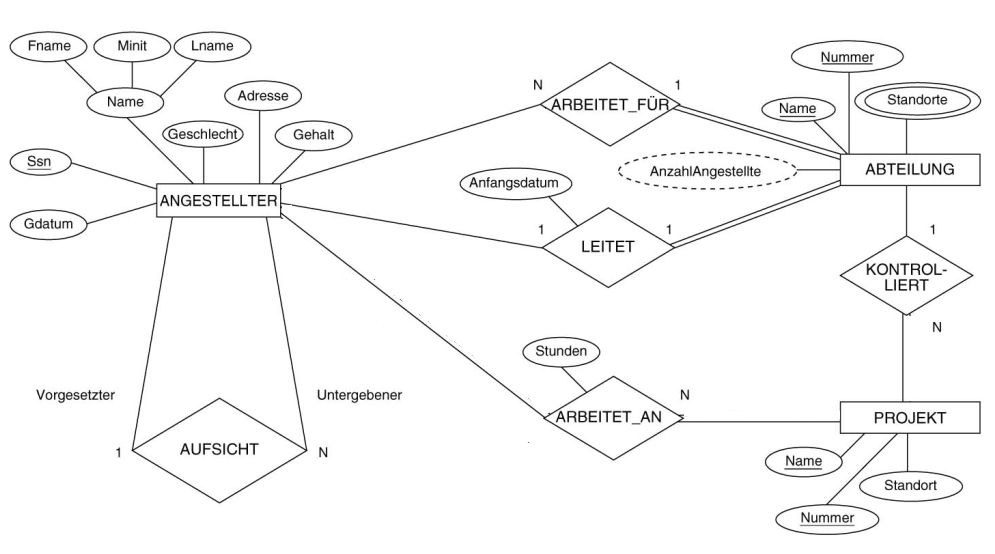 Fname
Minit
Lname
Name
Adresse
Geschlecht
Gehalt
Ssn
Gdatum
ANGESTELLTER
N
ARBEITET_FÜR
1
Nummer
Name
Standorte
AnzahlAngestellte
ABTEILUNG
Anfangsdatum
1
LEITET
1
1
KONTROL-
LIERT
N
Stunden
ARBEITET_AN
N
PROJEKT
Name
Standort
Nummer
Vorgesetzter
Untergebener
1
AUFSICHT
N